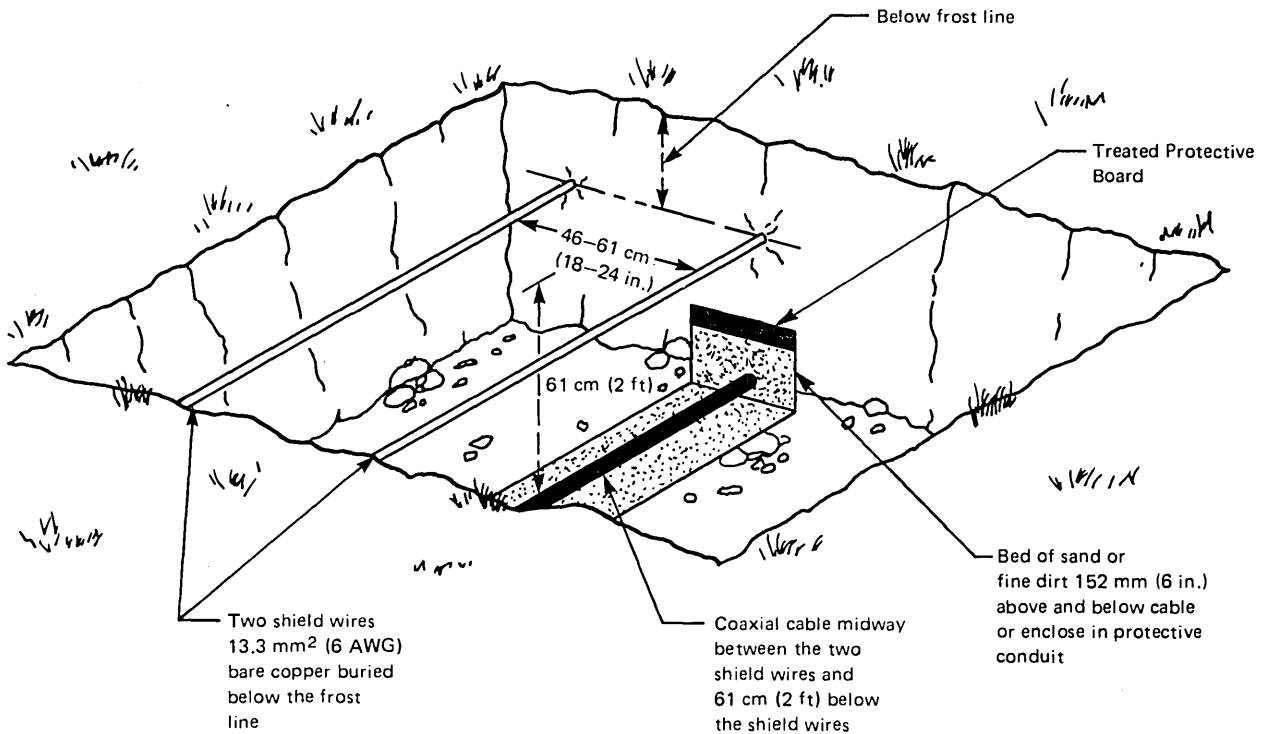 Below frost line
Treated Protective
Board
46–61 cm
(18–24 in.)
61 cm (2 ft)
Bed of sand or
fine dirt 152 mm (6 in.)
above and below cable
or enclose in protective
conduit
Two shield wires
13.3 mm² (6 AWG)
bare copper buried
below the frost
line
Coaxial cable midway
between the two
shield wires and
61 cm (2 ft) below
the shield wires